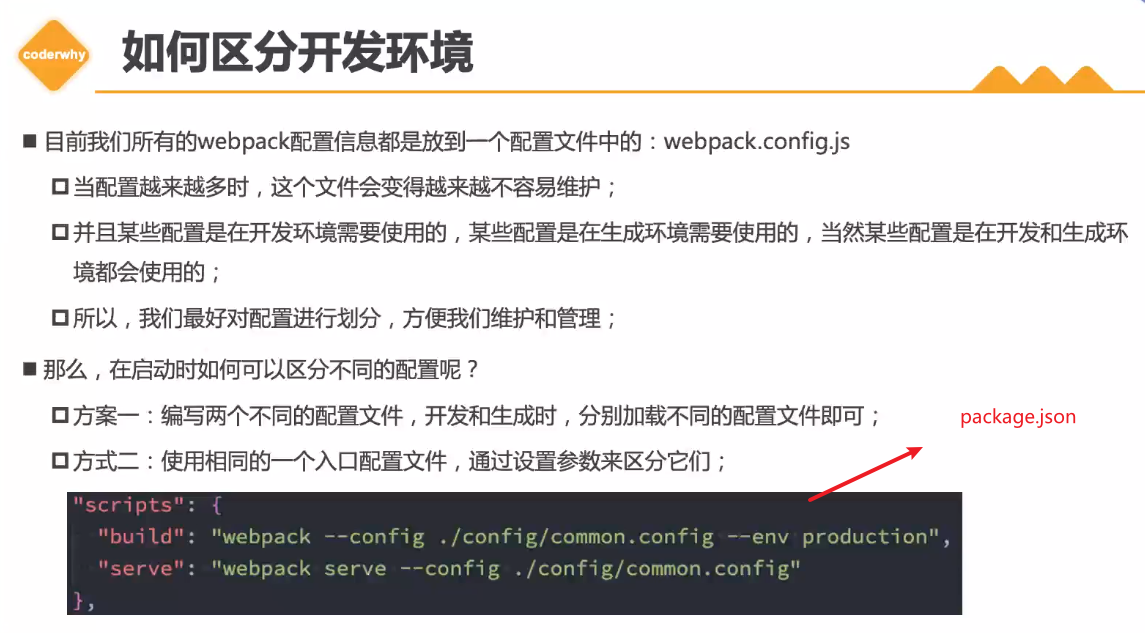 coderwhy
如何区分开发环境
目前我们所有的webpack配置信息都是放到一个配置文件中的：webpack.config.js
当配置越来越多时，这个文件会变得越来越不容易维护；
并且某些配置是在开发环境需要使用的，某些配置是在生成环境需要使用的，当然某些配置是在开发和生成环
境都会使用的；
所以，我们最好对配置进行划分，方便我们维护和管理；
那么，在启动时如何可以区分不同的配置呢？
方案一：编写两个不同的配置文件，开发和生成时，分别加载不同的配置文件即可；
package.json
方式二：使用相同的一个入口配置文件，通过设置参数来区分它们；
"scripts": {
"build": "webpack --config ./config/common.config --env production",
"serve": "webpack serve --config ./config/common.config"
},